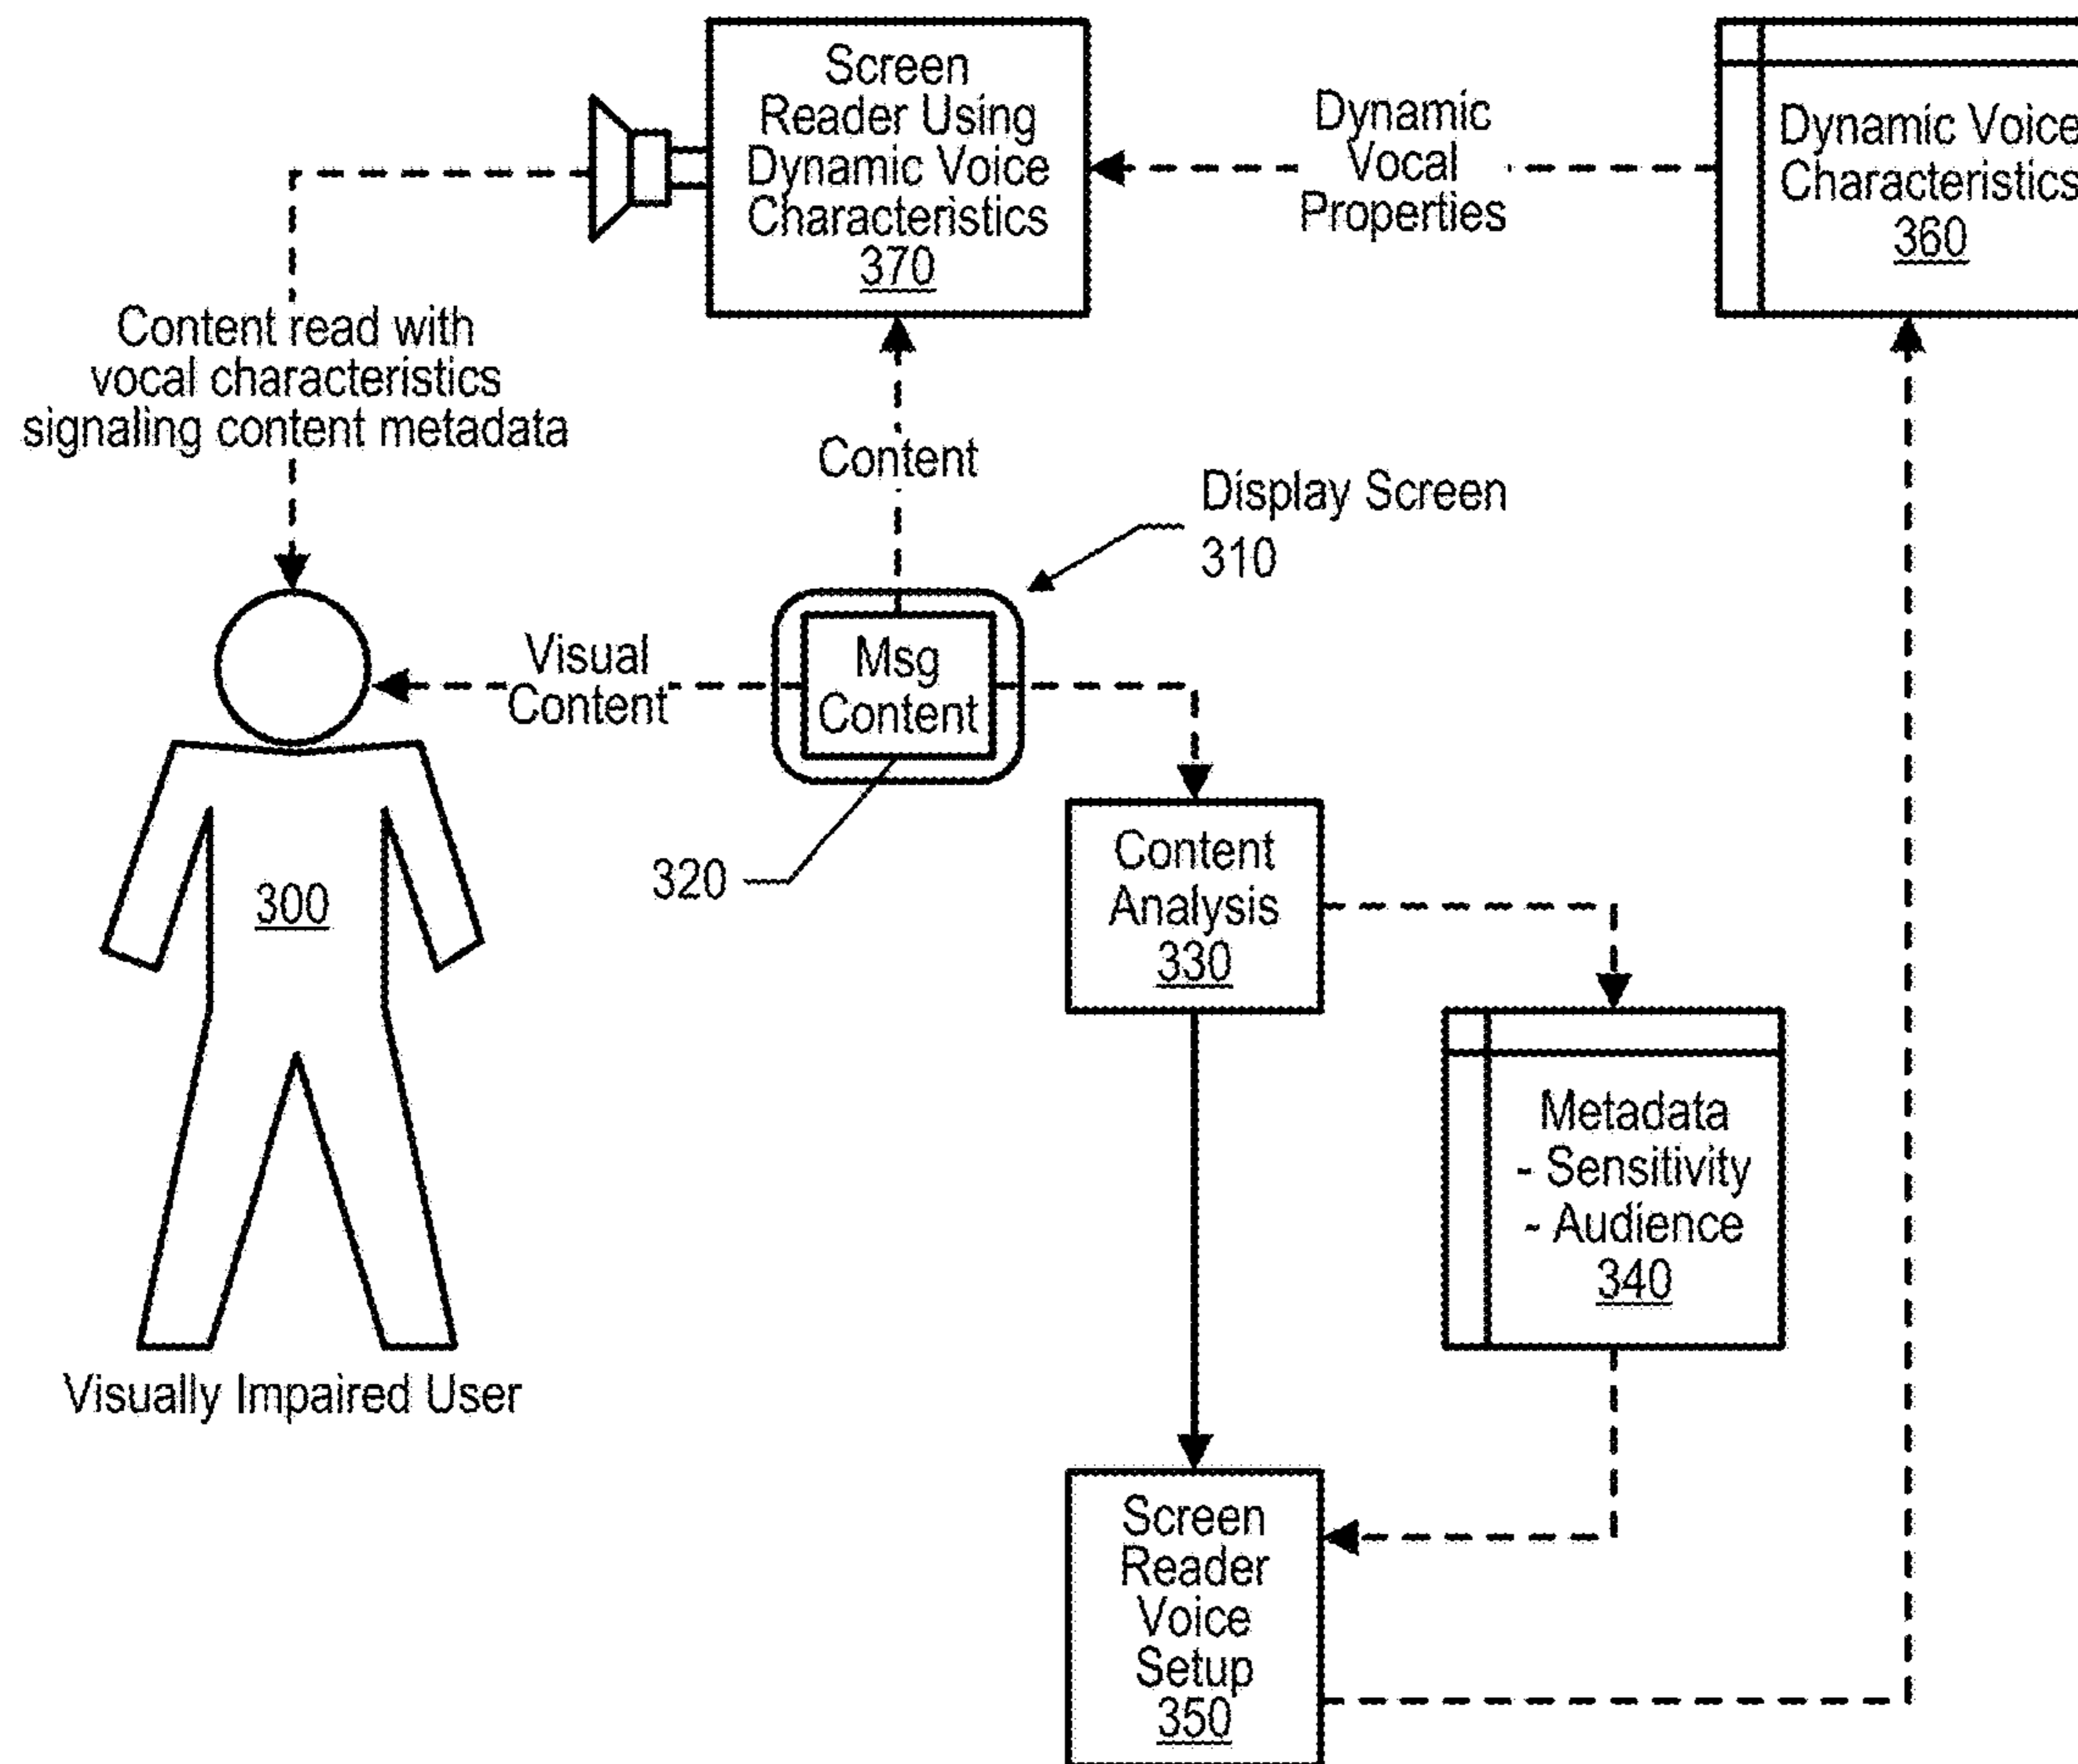 Screen
Reader Using
Dynamic Voice
Characteristics
370
Dynamic
Vocal
Properties
Dynamic Voice
Characteristics
360
Content read with
vocal characteristics
signaling content metadata
Content
Display Screen
310
Visual
Content
Msg
Content
320
300
Content
Analysis
330
Metadata
- Sensitivity
- Audience
340
Visually Impaired User
Screen
Reader
Voice
Setup
350